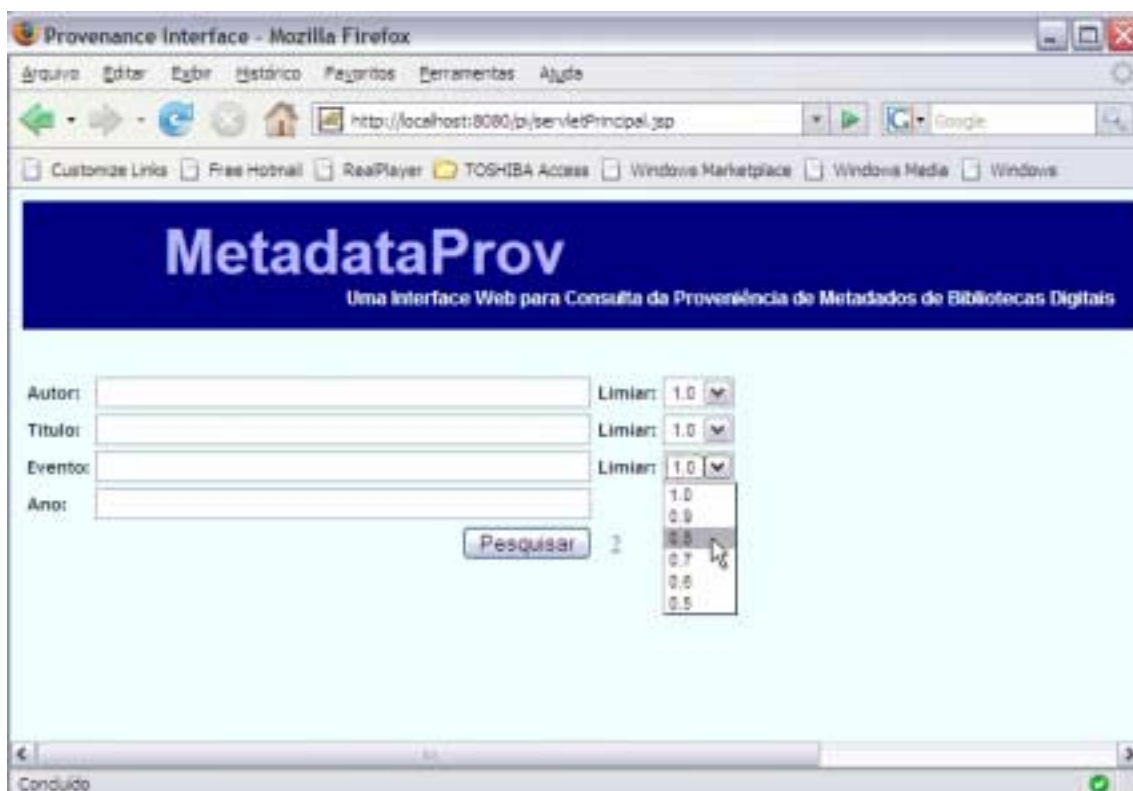 Provenance Interface - Mozilla Firefox
Arquivo Editar Exibir Histórico Favoritos Ferramentas Ajuda
http://localhost:8080/pi/servletPrincipal.jsp
Google
Customize Links Free Hotmail RealPlayer TOSHIBA Access Windows Marketplace Windows Media Windows
MetadataProv
Uma Interface Web para Consulta da Proveniência de Metadados de Bibliotecas Digitais
Autor: Limiar: 1.0
Título: Limiar: 1.0
Evento: Limiar: 1.0
Ano:
1.0
0.9
0.8
0.7
0.6
0.5
Pesquisar ?
Concluído